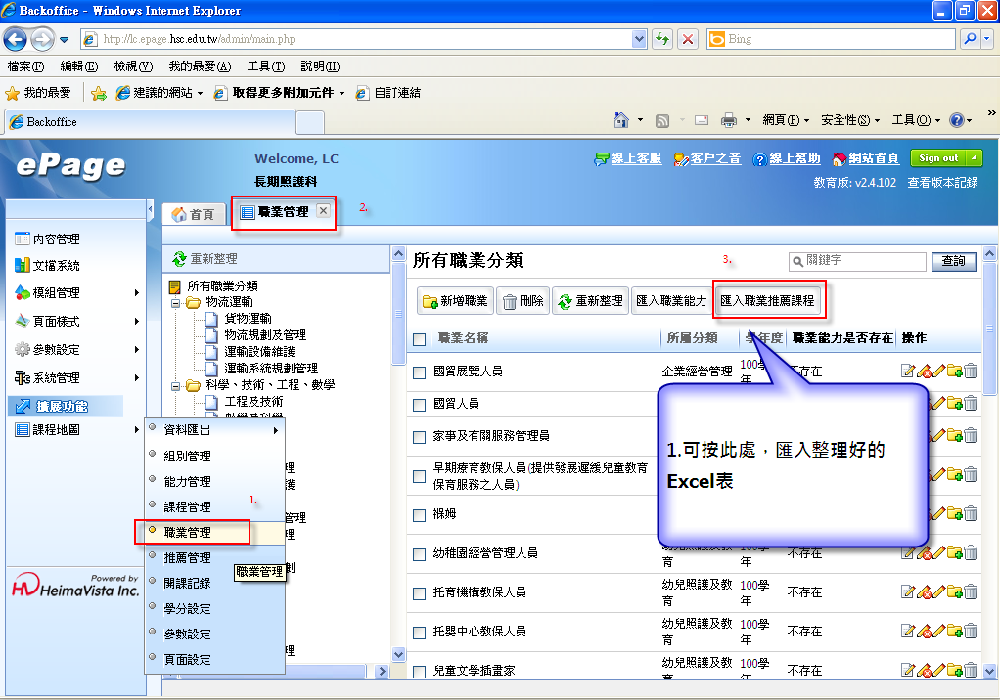 Backoffice - Windows Internet Explorer
http://lc.epage.hsc.edu.tw/admin/main.php
Bing
檔案(F) 編輯(E) 檢視(V) 我的最愛(A) 工具(T) 說明(H)
我的最愛 建議的網站 取得更多附加元件 自訂連結
Backoffice
網頁(P) 安全性(S) 工具(O) »
ePage
Welcome, LC
長期照護科
線上客服 客戶之音 線上幫助 網站首頁 Sign out
教育版: v2.4.102 查看版本記錄
首頁 職業管理 2.
內容管理
文檔系統
模組管理
頁面樣式
參數設定
系統管理
擴展功能
課程地圖
Powered by
HeimaVista Inc.
資料匯出
組別管理
能力管理
課程管理
1.
職業管理
推薦管理
職業管理
開課記錄
學分設定
參數設定
頁面設定
重新整理
所有職業分類
物流運輸
貨物運輸
物流規劃及管理
運輸設備維護
運輸系統規劃管理
科學、技術、工程、數學
工程及技術
數學及科學
所有職業分類
3.
關鍵字 查詢
新增職業 刪除 重新整理 匯入職業能力 匯入職業推薦課程
職業名稱 所屬分類 學年度 職業能力是否存在 操作
國貿展覽人員 企業經營管理 100學年 不存在
國貿人員
家事及有關服務管理員
早期療育教保人員(提供發展遲緩兒童教育
保育服務之人員)
褓姆
幼稚園經營管理人員 幼兒照護及教育 100學年 不存在
托育機構教保人員 幼兒照護及教育 100學年 不存在
托嬰中心教保人員 幼兒照護及教育 100學年 不存在
兒童文學插畫家 幼兒照護及教育 100學年 不存在
1.可按此處，匯入整理好的
Excel表